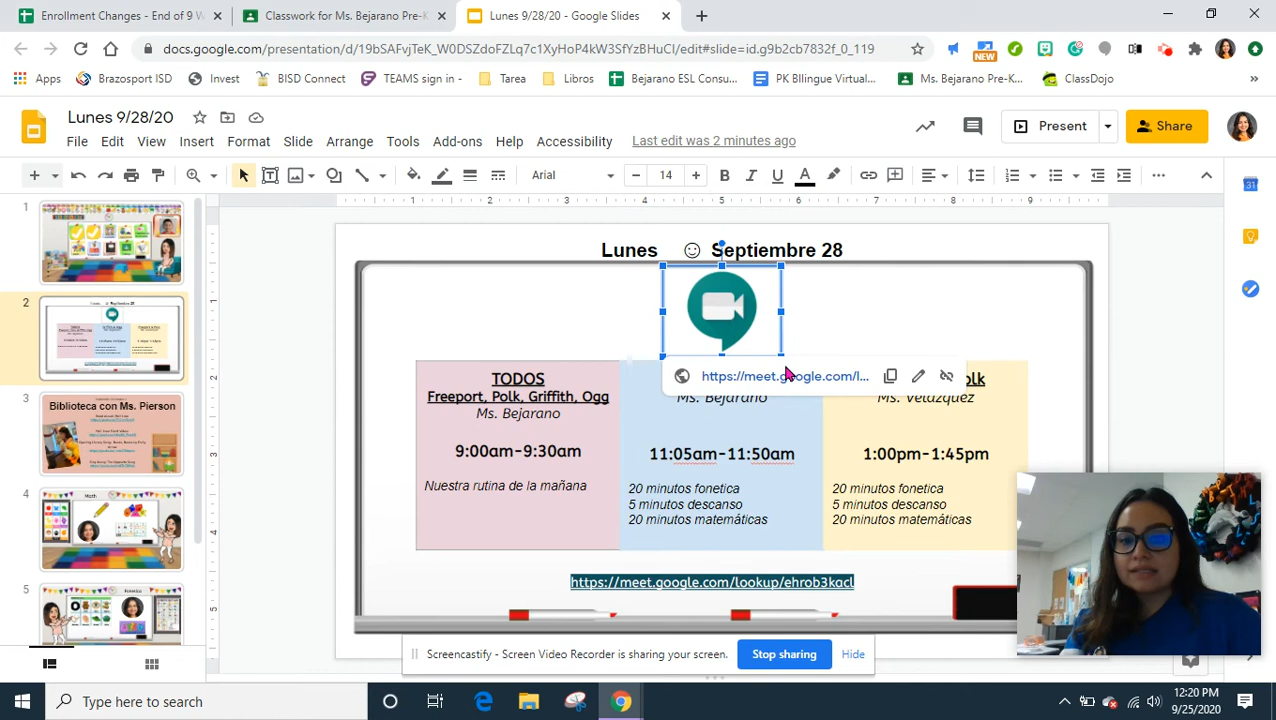 Enrollment Changes - End of 9 W
Classwork for Ms. Bejarano Pre-K
Lunes 9/28/20 - Google Slides
docs.google.com/presentation/d/19bSAFvjTeK_W0DSZdoFZLq7c1XyHoP4kW3SfYzBHuCI/edit#slide=id.g9b2cb7832f_0_119
NEW
Apps
Brazosport ISD
Invest
BISD Connect
TEAMS sign in -
Tarea
Libros
Bejarano ESL Consu...
PK BIlingue Virtual...
Ms. Bejarano Pre-K...
ClassDojo
Lunes 9/28/20
Present
Share
File Edit View Insert Format Slide Arrange Tools Add-ons Help Accessibility Last edit was 2 minutes ago
Arial
14
1
2
3
4
5
Biblioteca con Ms. Pierson
Math
Lunes ☺ Septiembre 28
https://meet.google.com/l...
TODOS
Freeport, Polk, Griffith, Ogg
Ms. Bejarano
9:00am-9:30am
Nuestra rutina de la mañana
Ms. Bejarano
11:05am-11:50am
20 minutos fonetica
5 minutos descanso
20 minutos matemáticas
Ms. Velazquez
1:00pm-1:45pm
20 minutos fonetica
5 minutos descanso
20 minutos matemáticas
https://meet.google.com/lookup/ehrob3kacl
Screencastify - Screen Video Recorder is sharing your screen.
Stop sharing
Hide
Type here to search
12:20 PM
9/25/2020